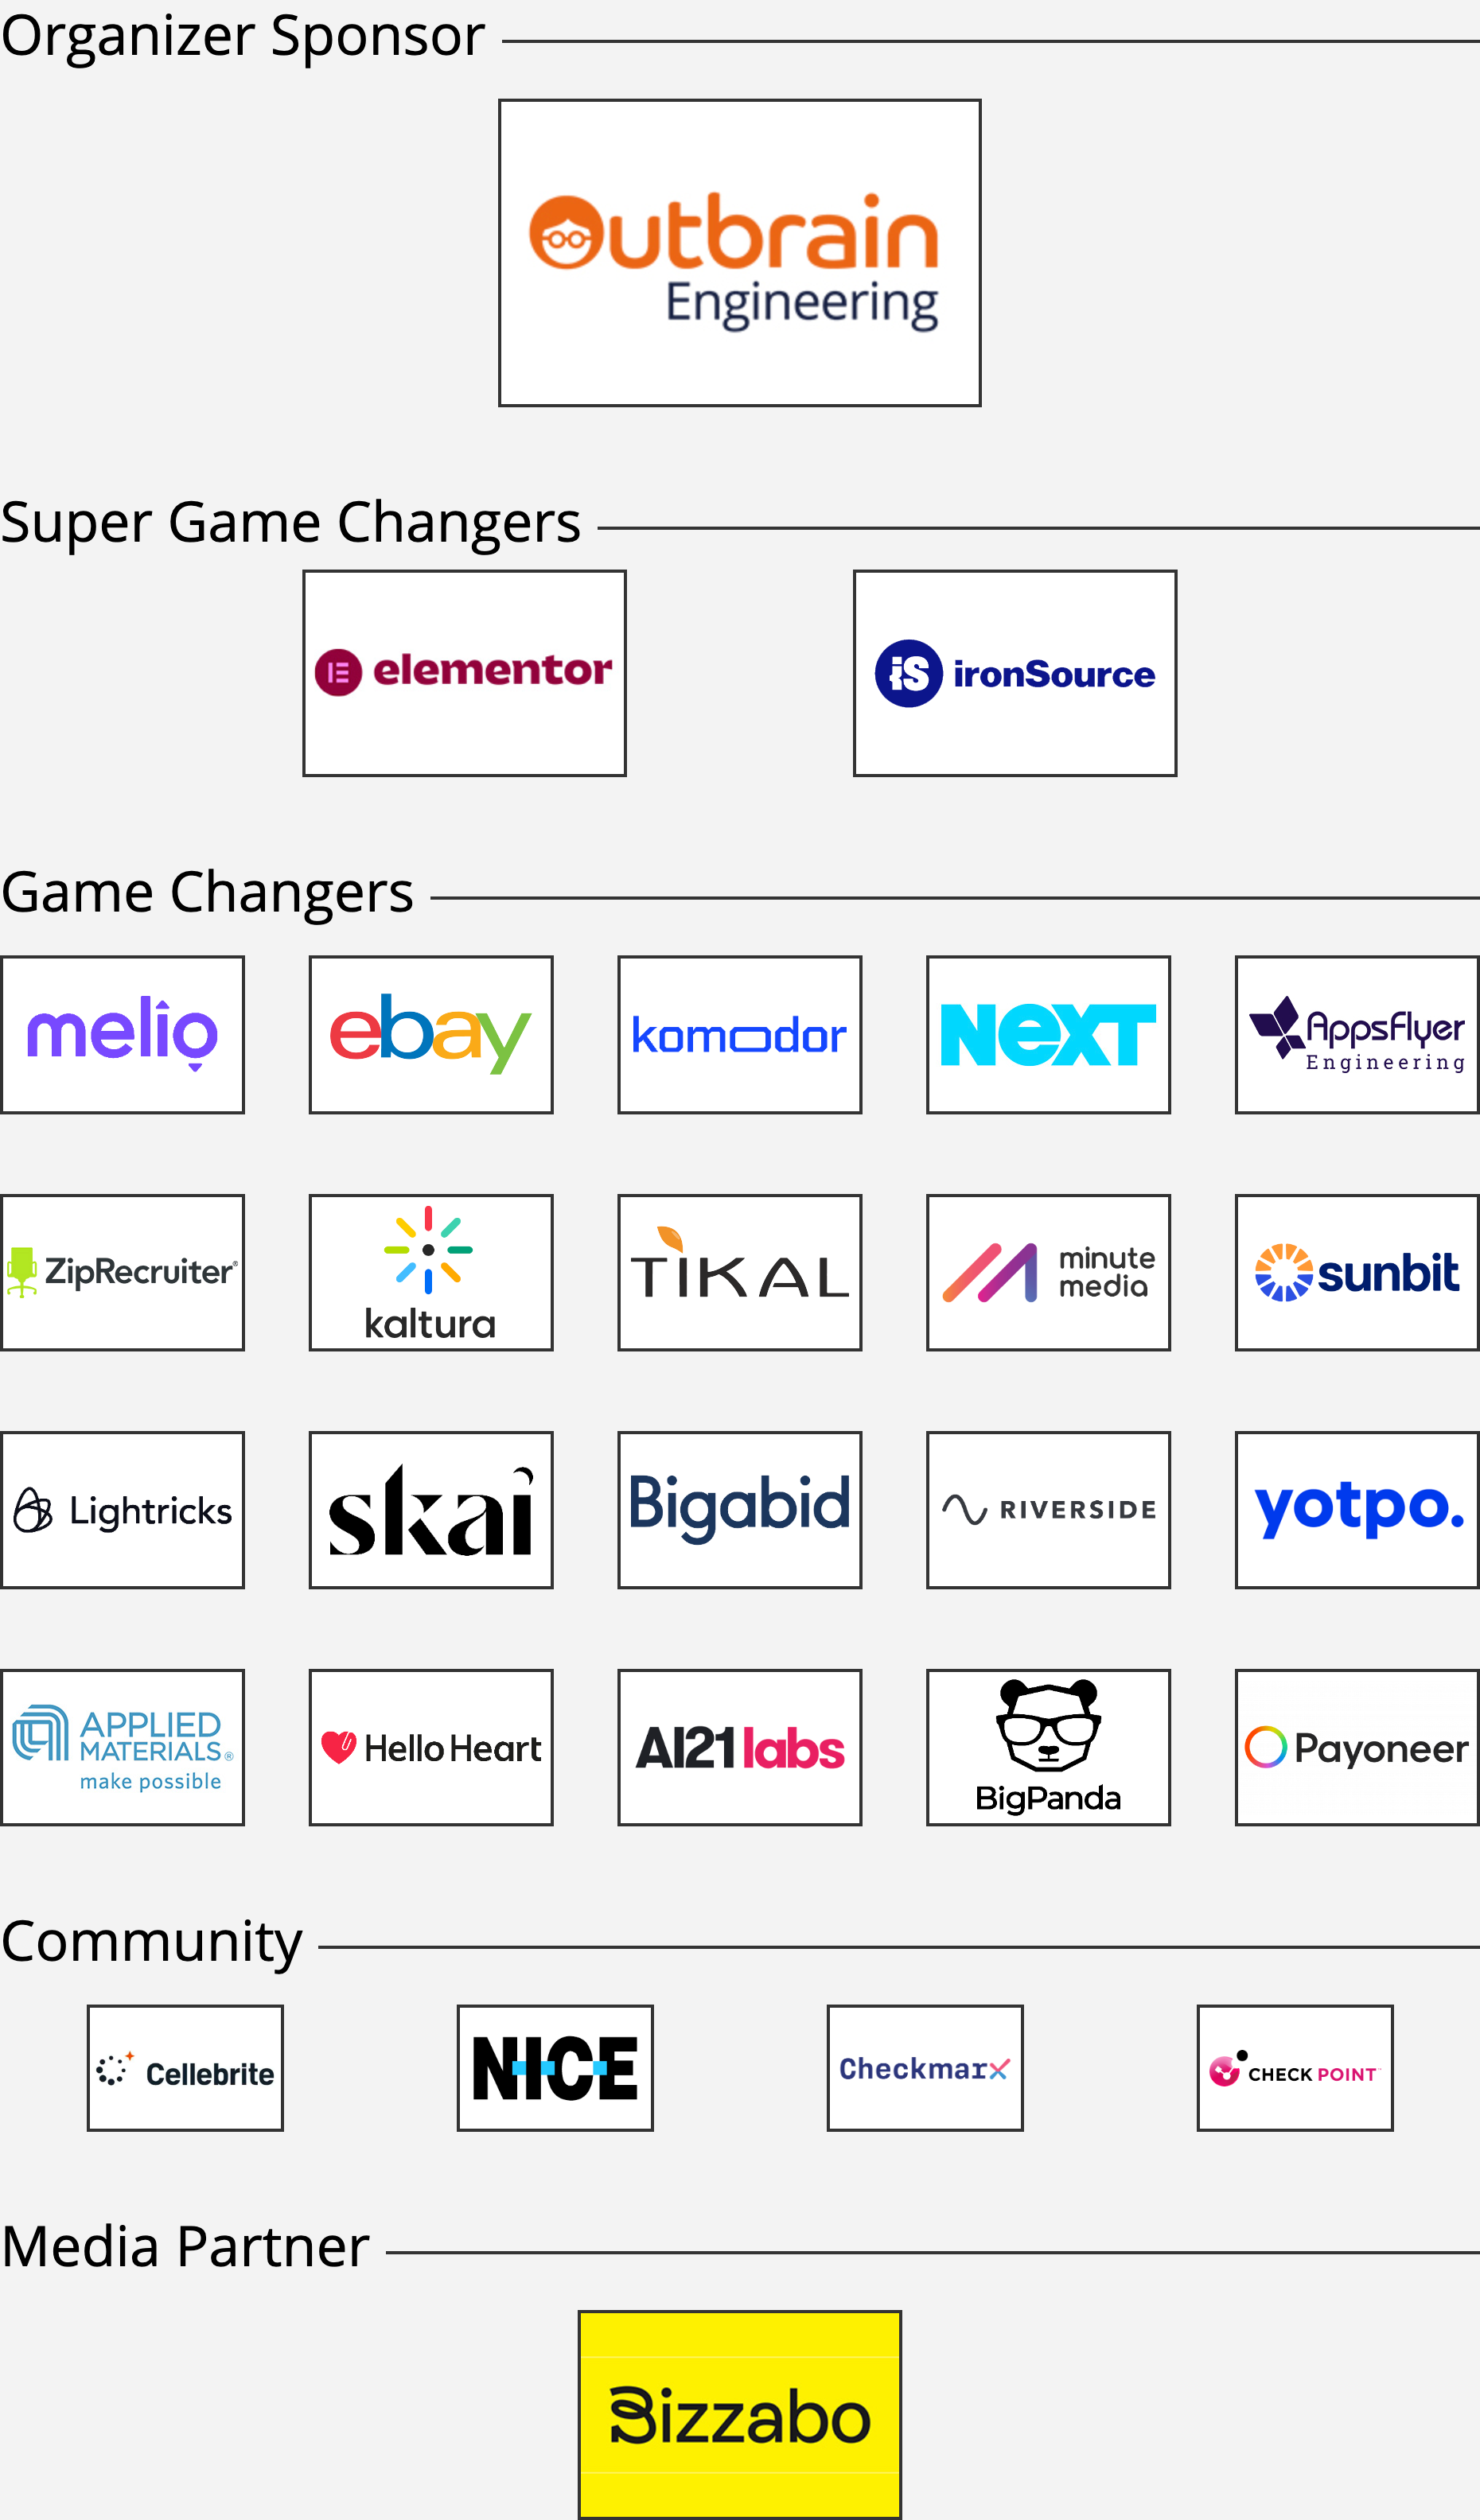 Organizer Sponsor
Outbrain
Engineering
Super Game Changers
elementor
iS ironSource
Game Changers
melio
ebay
komodor
NeXT
AppsFlyer
Engineering
ZipRecruiter®
kaltura
TIKAL
minute
media
sunbit
Lightricks
skai
Bigabid
RIVERSIDE
yotpo.
APPLIED
MATERIALS®
make possible
Hello Heart
AI21 labs
BigPanda
Payoneer
Community
Cellebrite
NICE
Checkmarx
CHECK POINT™
Media Partner
Bizzabo